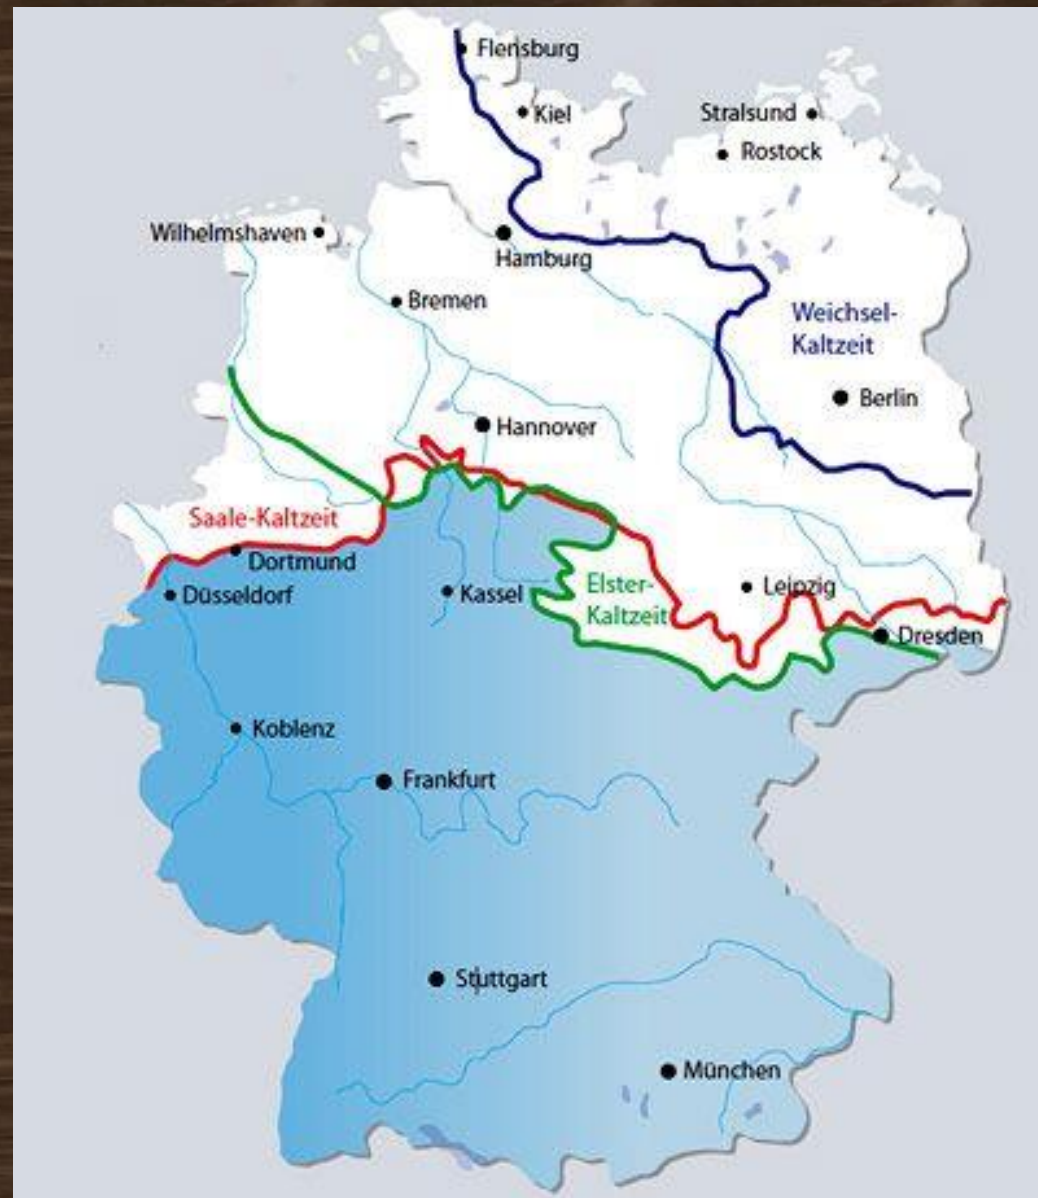 Flensburg
Kiel
Stralsund
Rostock
Wilhelmshaven
Hamburg
Bremen
Weichsel-
Kaltzeit
Berlin
Hannover
Saale-Kaltzeit
Dortmund
Düsseldorf
Kassel
Elster-
Kaltzeit
Leipzig
Dresden
Koblenz
Frankfurt
Stuttgart
München